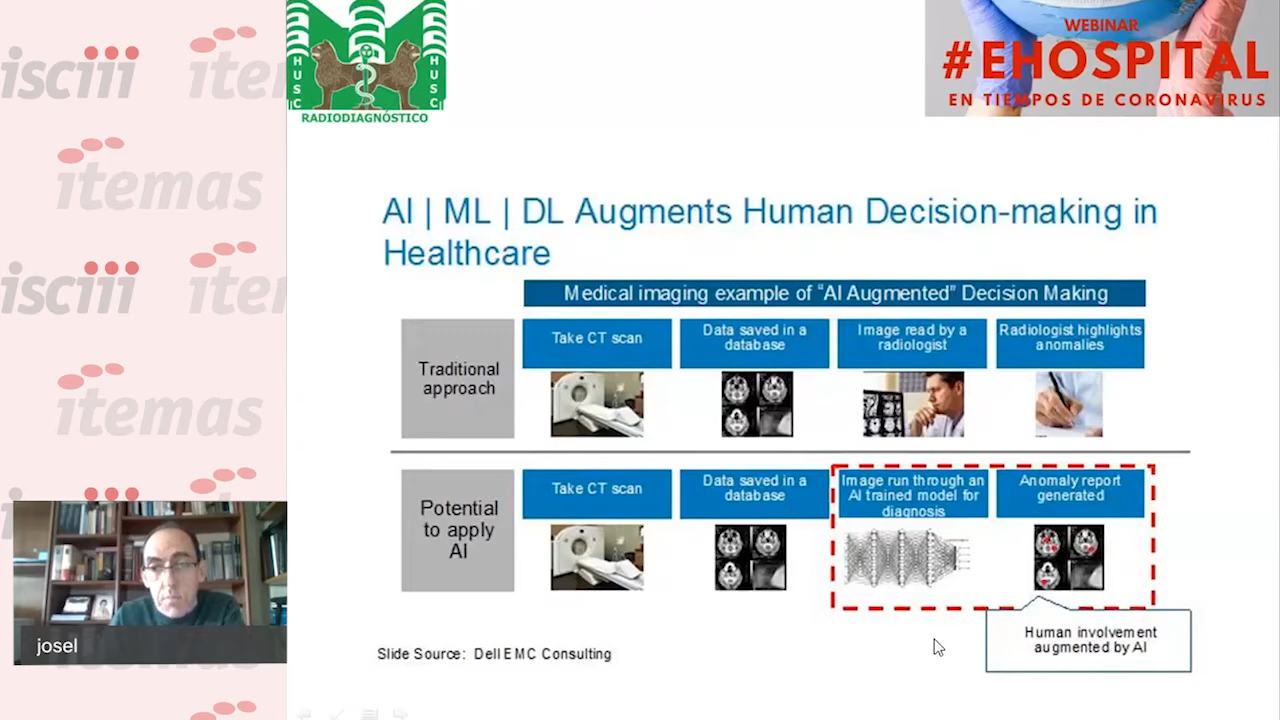 isciii
itemas
isciii
itemas
itemas
HUSC
HUSC
RADIODIAGNÓSTICO
WEBINAR
#EHOSPITAL
EN TIEMPOS DE CORONAVIRUS
AI | ML | DL Augments Human Decision-making in
Healthcare
Medical imaging example of “AI Augmented” Decision Making
Traditional
approach
Take CT scan
Data saved in a
database
Image read by a
radiologist
Radiologist highlights
anomalies
Potential
to apply
AI
Take CT scan
Data saved in a
database
Image run through an
AI trained model for
diagnosis
Anomaly report
generated
Human involvement
augmented by AI
Slide Source: Dell EMC Consulting
josel